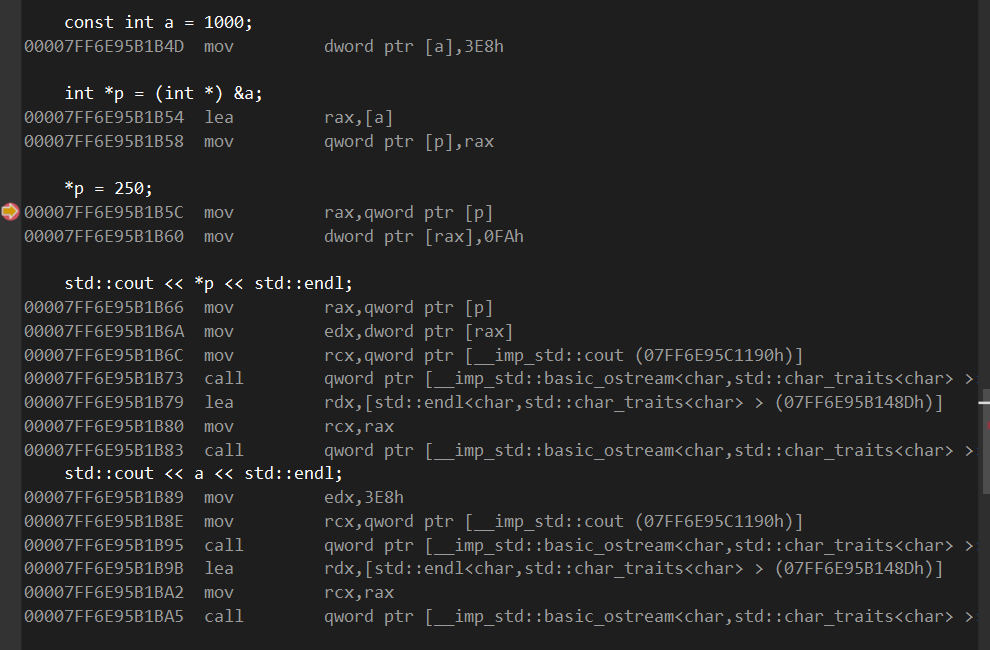 const int a = 1000;
00007FF6E95B1B4D mov dword ptr [a],3E8h
int *p = (int *) &a;
00007FF6E95B1B54 lea rax,[a]
00007FF6E95B1B58 mov qword ptr [p],rax
*p = 250;
00007FF6E95B1B5C mov rax,qword ptr [p]
00007FF6E95B1B60 mov dword ptr [rax],0FAh
std::cout << *p << std::endl;
00007FF6E95B1B66 mov rax,qword ptr [p]
00007FF6E95B1B6A mov edx,dword ptr [rax]
00007FF6E95B1B6C mov rcx,qword ptr [__imp_std::cout (07FF6E95C1190h)]
00007FF6E95B1B73 call qword ptr [__imp_std::basic_ostream<char,std::char_traits<char> >
00007FF6E95B1B79 lea rdx,[std::endl<char,std::char_traits<char> > (07FF6E95B148Dh)]
00007FF6E95B1B80 mov rcx,rax
00007FF6E95B1B83 call qword ptr [__imp_std::basic_ostream<char,std::char_traits<char> >
std::cout << a << std::endl;
00007FF6E95B1B89 mov edx,3E8h
00007FF6E95B1B8E mov rcx,qword ptr [__imp_std::cout (07FF6E95C1190h)]
00007FF6E95B1B95 call qword ptr [__imp_std::basic_ostream<char,std::char_traits<char> >
00007FF6E95B1B9B lea rdx,[std::endl<char,std::char_traits<char> > (07FF6E95B148Dh)]
00007FF6E95B1BA2 mov rcx,rax
00007FF6E95B1BA5 call qword ptr [__imp_std::basic_ostream<char,std::char_traits<char> >